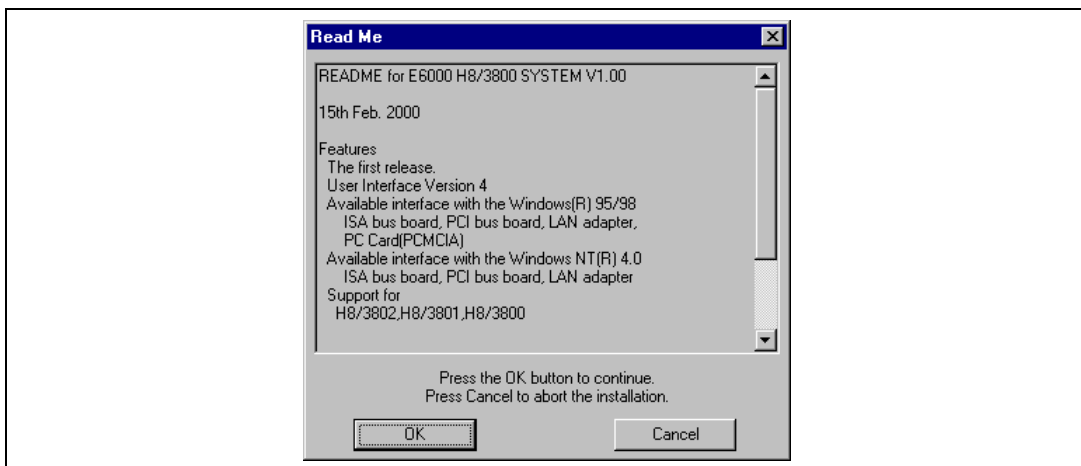 Read Me
README for E6000 H8/3800 SYSTEM V1.00
15th Feb. 2000
Features
The first release.
User Interface Version 4
Available interface with the Windows(R) 95/98
ISA bus board, PCI bus board, LAN adapter,
PC Card(PCMCIA)
Available interface with the Windows NT(R) 4.0
ISA bus board, PCI bus board, LAN adapter
Support for
H8/3802,H8/3801,H8/3800
Press the OK button to continue.
Press Cancel to abort the installation.
OK Cancel